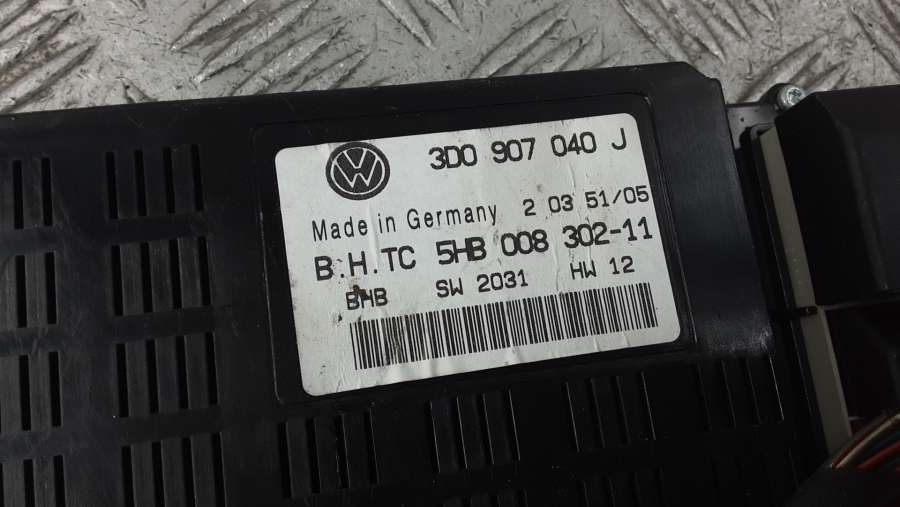 VW
3D0 907 040 J
Made in Germany 2 03 51/05
B.H.TC 5HB 008 302-11
BHB SW 2031 HW 12